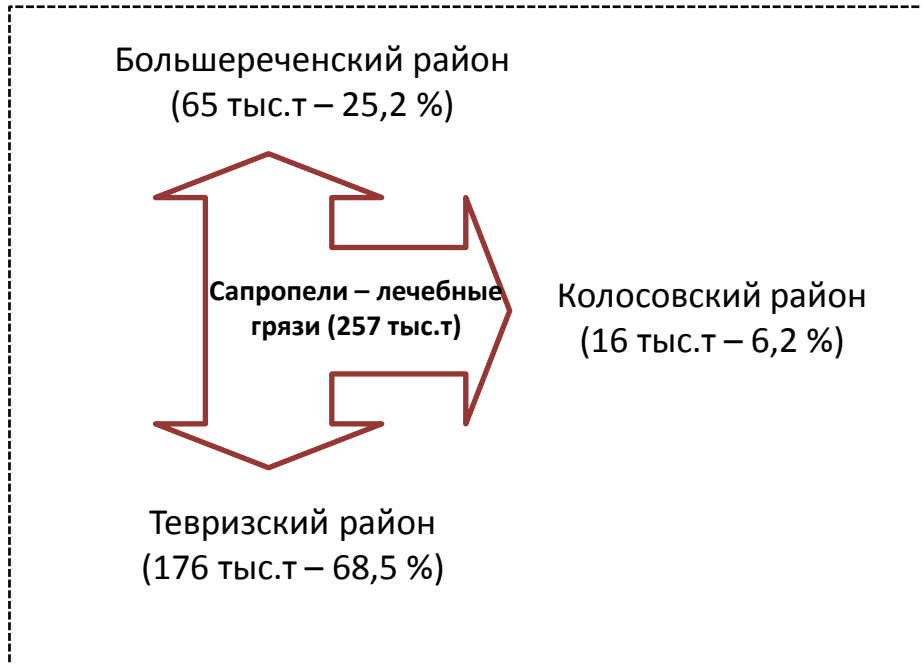 Большереченский район
(65 тыс.т – 25,2 %)
Сапропели – лечебные
грязи (257 тыс.т)
Колосовский район
(16 тыс.т – 6,2 %)
Тевризский район
(176 тыс.т – 68,5 %)